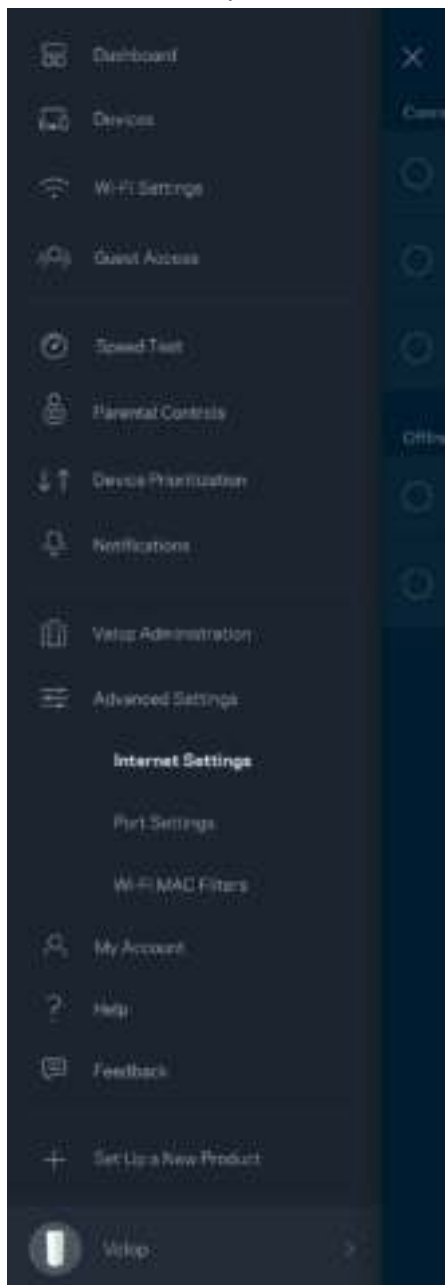 Dashboard
Devices
Wi-Fi Settings
Guest Access
Speed Test
Parental Controls
Device Prioritization
Notifications
Velop Administration
Advanced Settings
Internet Settings
Port Settings
Wi-Fi MAC Filters
My Account
Help
Feedback
Set Up a New Product
Velop